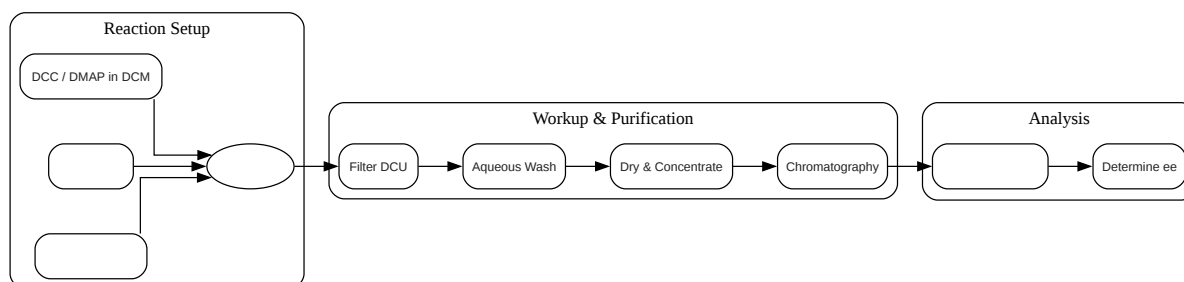 Reaction Setup
DCC / DMAP in DCM
Workup & Purification
Filter DCU
Aqueous Wash
Dry & Concentrate
Chromatography
Analysis
Determine ee